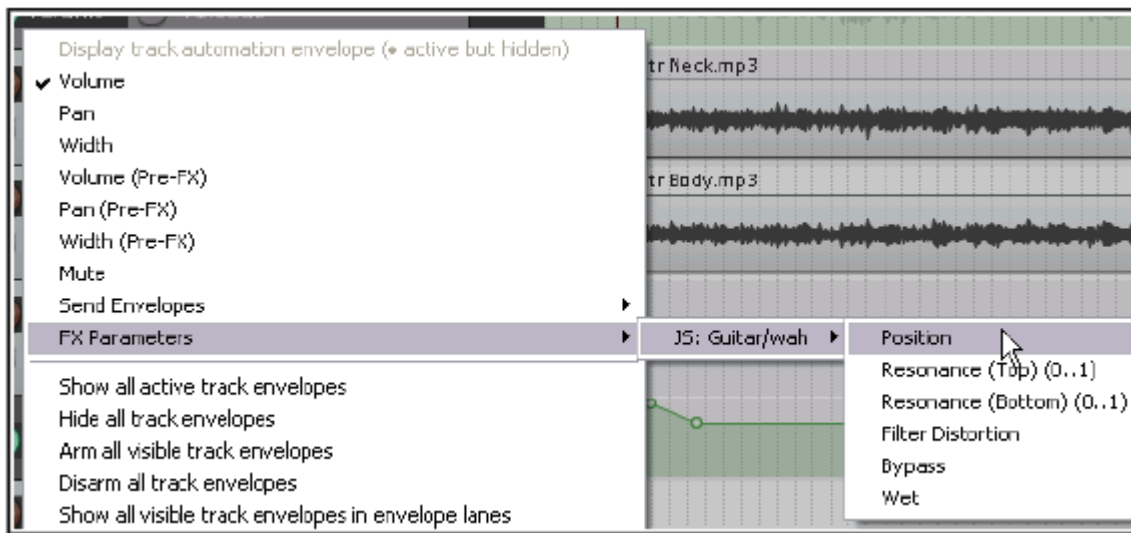 Display track automation envelope (• active but hidden)
Volume
Pan
Width
Volume (Pre-FX)
Pan (Pre-FX)
Width (Pre-FX)
Mute
Send Envelopes
FX Parameters
Show all active track envelopes
Hide all track envelopes
Arm all visible track envelopes
Disarm all track envelopes
Show all visible track envelopes in envelope lanes
JS: Guitar/wah
Position
Resonance (Top) (0..1)
Resonance (Bottom) (0..1)
Filter Distortion
Bypass
Wet
tr Neck.mp3
tr Body.mp3